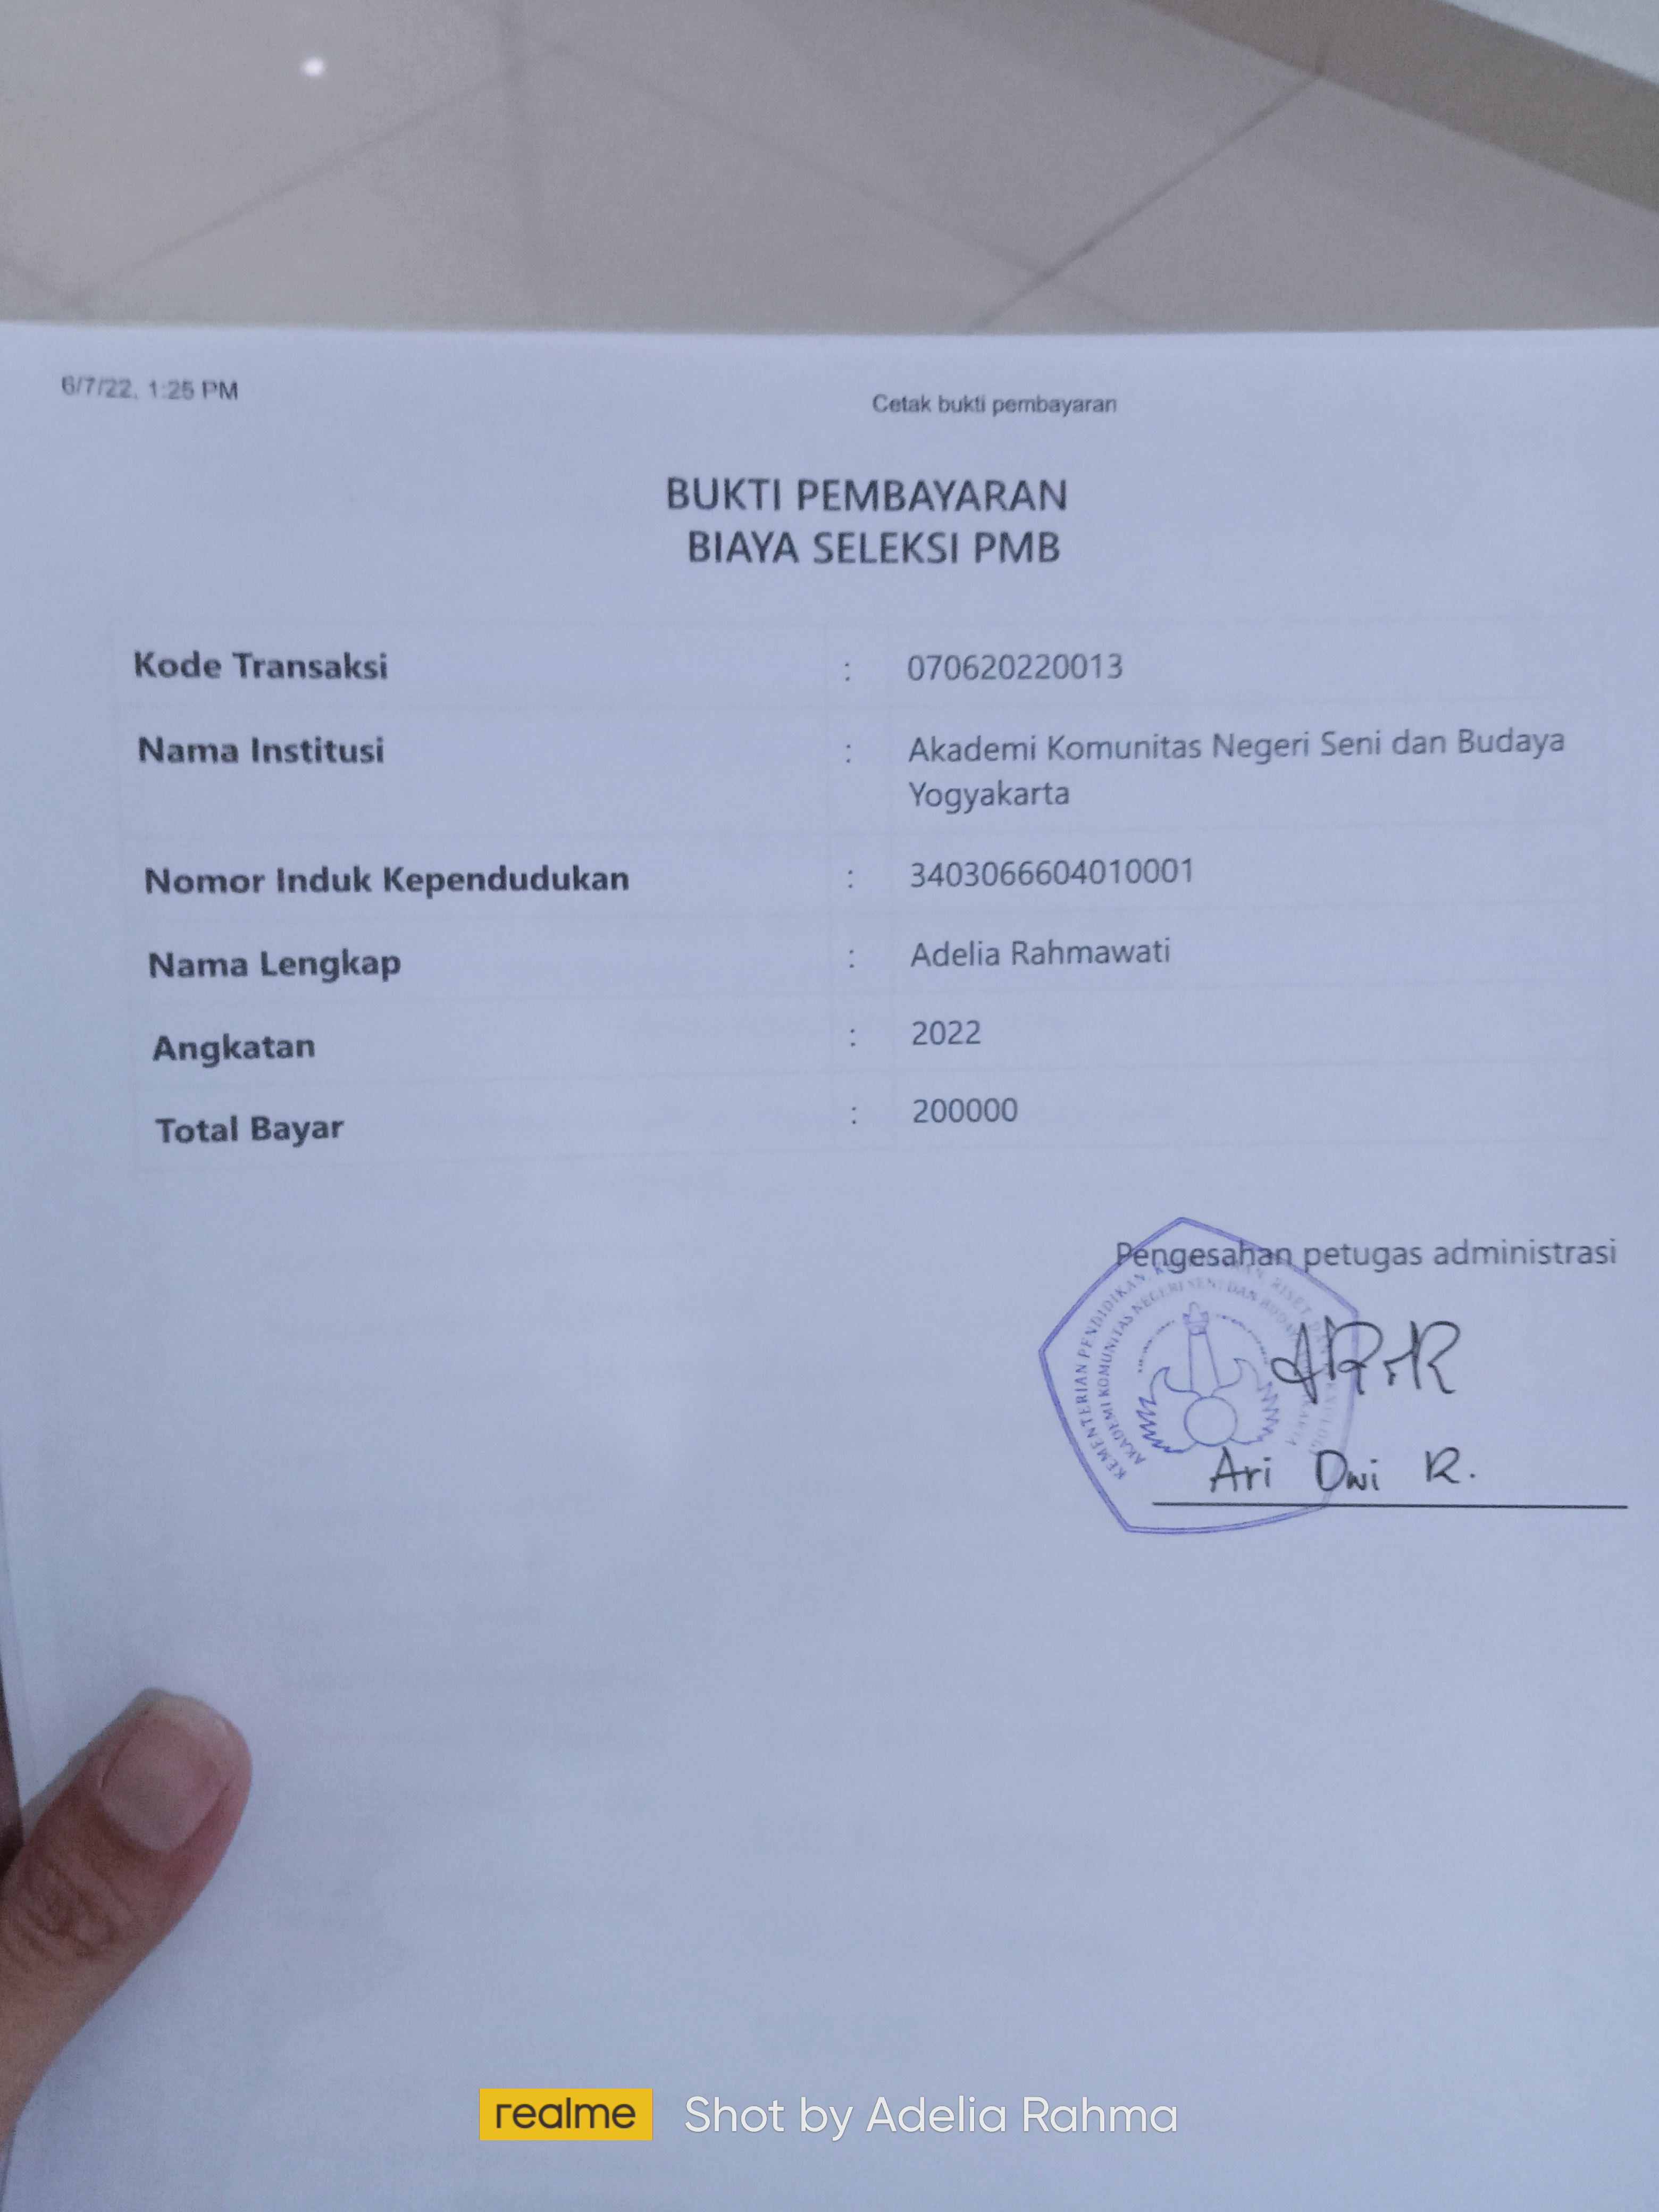 6/7/22, 1:25 PM
Cetak bukti pembayaran
BUKTI PEMBAYARAN
BIAYA SELEKSI PMB
Kode Transaksi : 070620220013
Nama Institusi : Akademi Komunitas Negeri Seni dan Budaya
Yogyakarta
Nomor Induk Kependudukan : 3403066604010001
Nama Lengkap : Adelia Rahmawati
Angkatan : 2022
Total Bayar : 200000
Pengesahan petugas administrasi
KEMENTERIAN PENDIDIKAN, RISET, DAN
AKADEMI KOMUNITAS NEGERI SENI DAN BUDAYA
Ari Dwi R.
realme Shot by Adelia Rahma